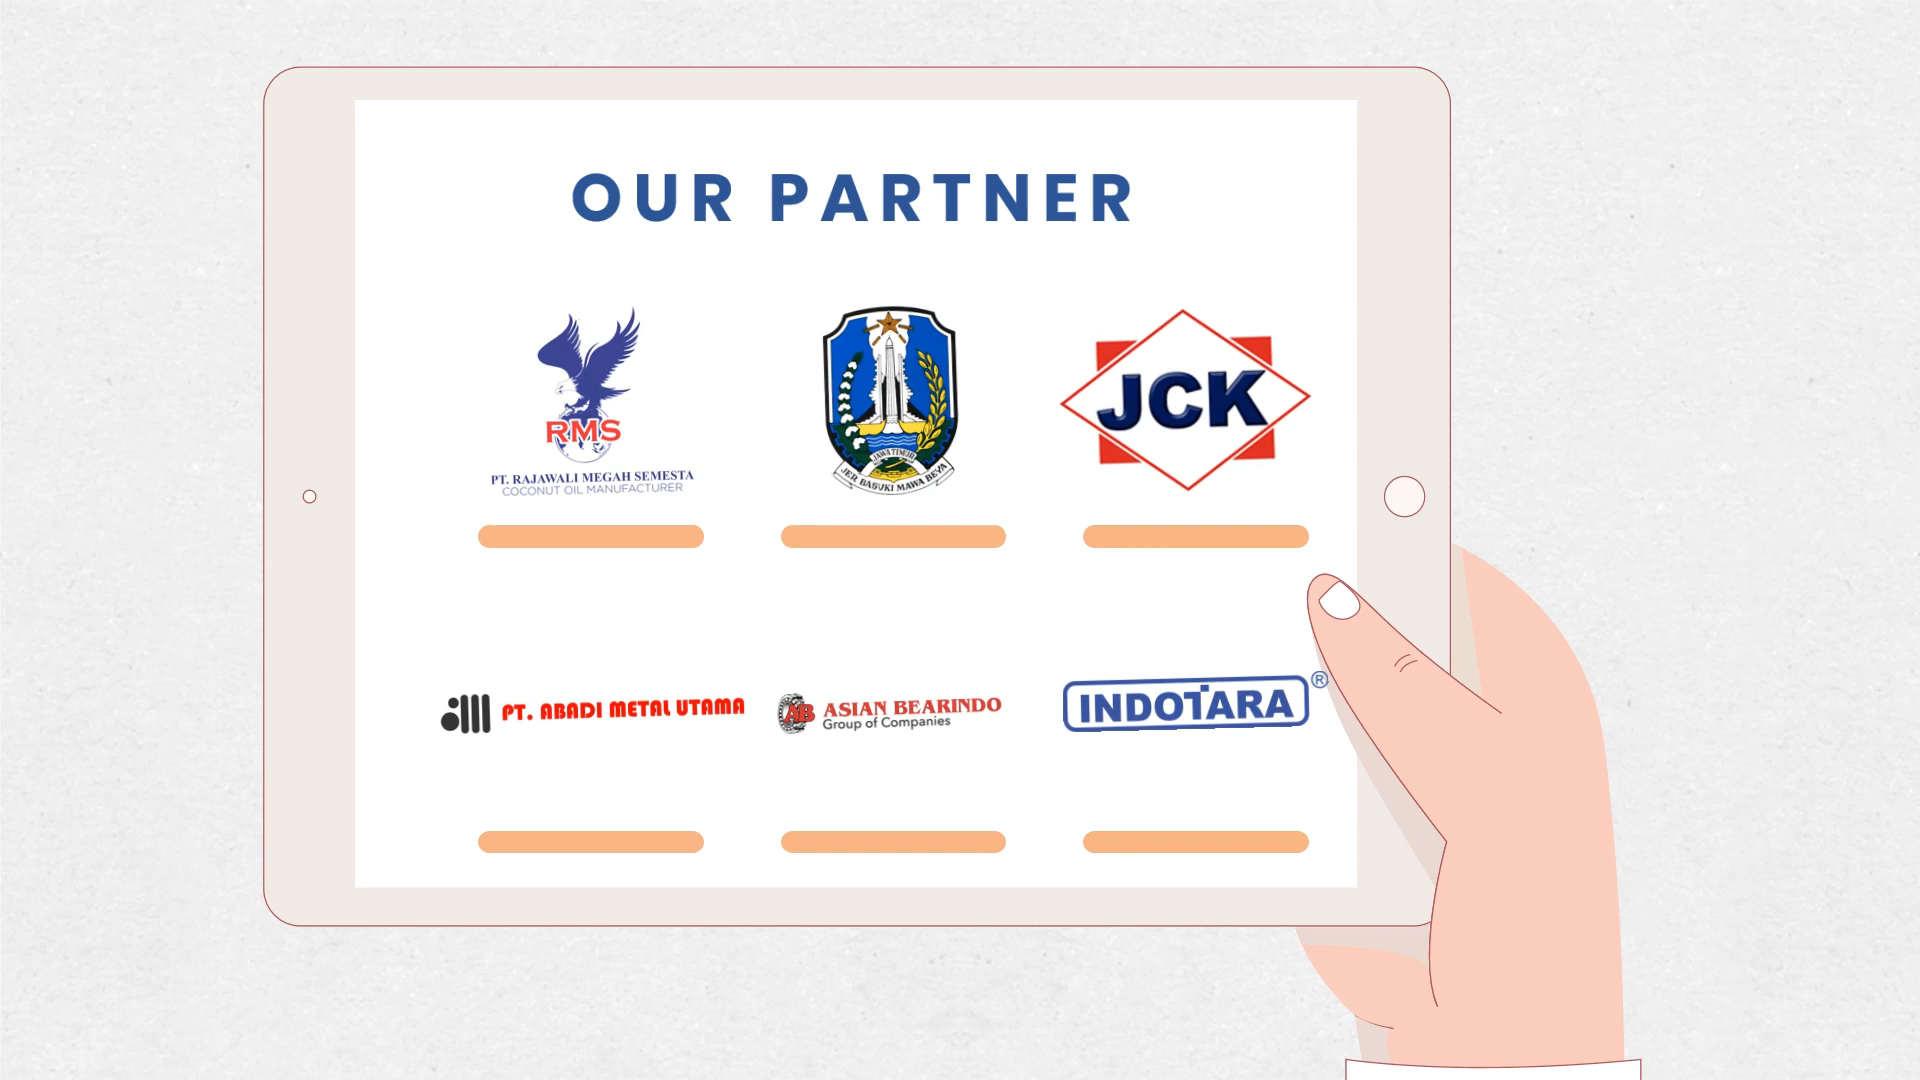 OUR PARTNER
RMS
PT. RAJAWALI MEGAH SEMESTA
COCONUT OIL MANUFACTURER
JAWA TIMUR
JER BASUKI MAWA BEYA
JCK
PT. ABADI METAL UTAMA
AB
ASIAN BEARINDO
Group of Companies
INDOTARA®